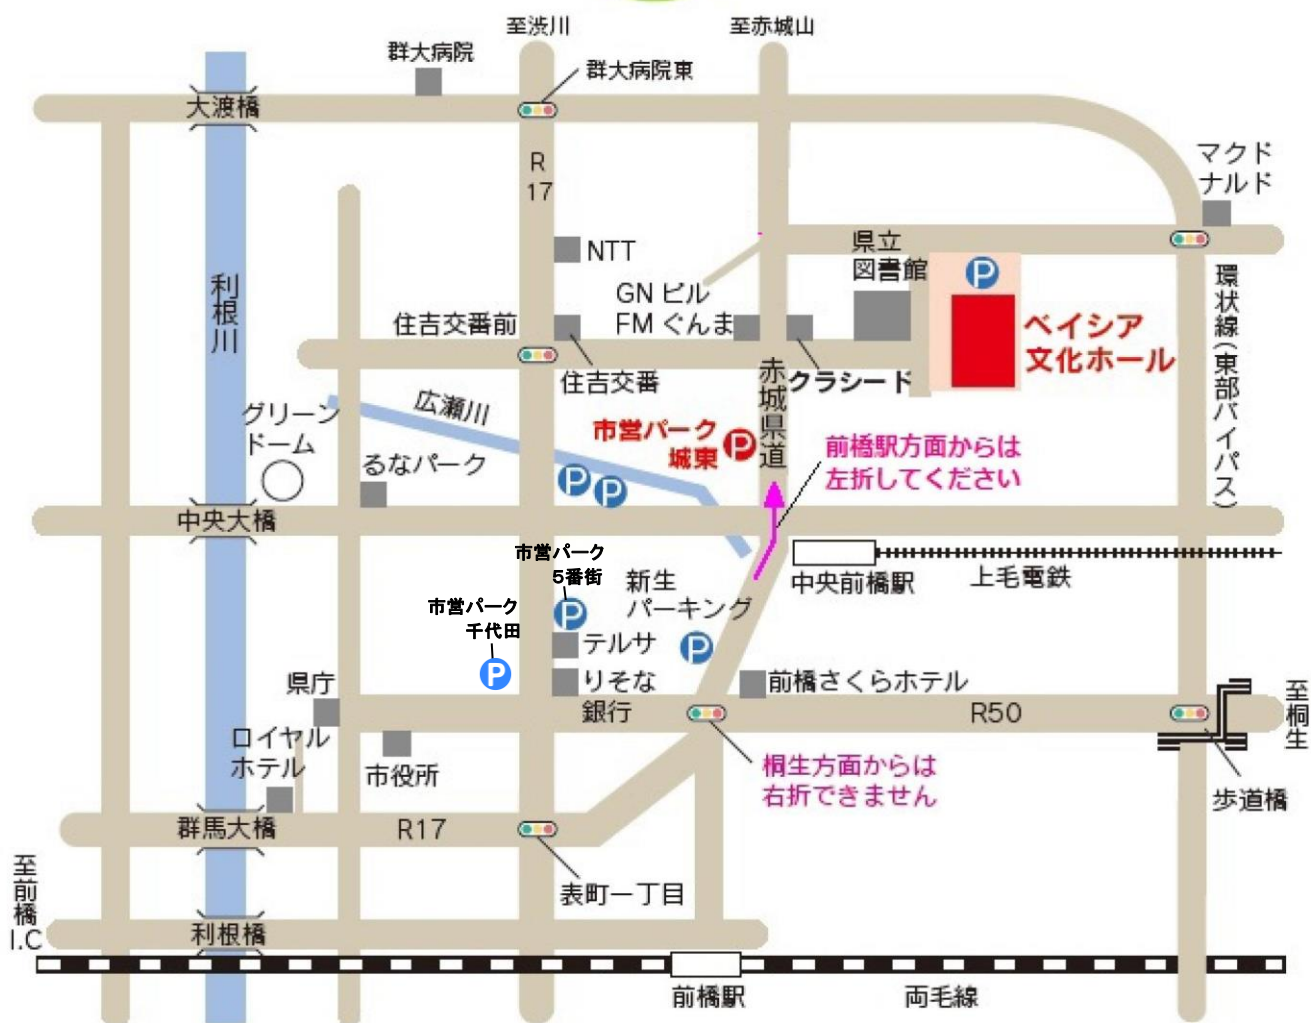 至渋川
至赤城山
群大病院
群大病院東
大渡橋
R
17
マクド
ナルド
NTT
県立
図書館
P
GN ビル
FM ぐんま
利根川
環状線(東部バイパス)
住吉交番前
ベイシア
文化ホール
住吉交番
クラシード
赤城県道
広瀬川
グリーン
ドーム
市営パーク
城東
P
前橋駅方面からは
左折してください
るなパーク
P
P
中央大橋
市営パーク
5番街
新生
パーキング
中央前橋駅
上毛電鉄
市営パーク
千代田
P
テルサ
P
P
りそな
銀行
前橋さくらホテル
県庁
R50
至桐生
ロイヤル
ホテル
市役所
桐生方面からは
右折できません
歩道橋
群馬大橋
R17
表町一丁目
至前橋
I.C
利根橋
前橋駅
両毛線